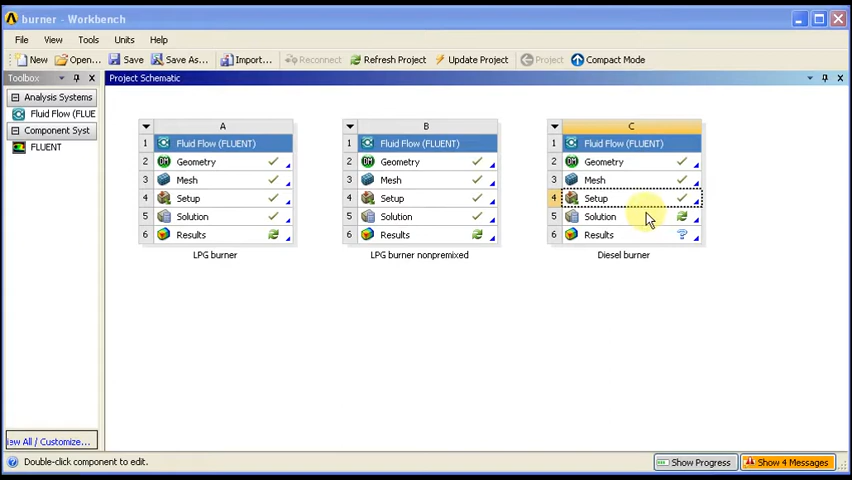 burner - Workbench
File View Tools Units Help
New Open... Save Save As... Import... Reconnect Refresh Project Update Project Project Compact Mode
Toolbox
Project Schematic
Analysis Systems
Fluid Flow (FLUE
Component Syst
FLUENT
A
1 Fluid Flow (FLUENT)
2 Geometry
3 Mesh
4 Setup
5 Solution
6 Results
LPG burner
B
1 Fluid Flow (FLUENT)
2 Geometry
3 Mesh
4 Setup
5 Solution
6 Results
LPG burner nonpremixed
C
1 Fluid Flow (FLUENT)
2 Geometry
3 Mesh
4 Setup
5 Solution
6 Results
Diesel burner
iew All / Customize...
Double-click component to edit.
Show Progress
Show 4 Messages